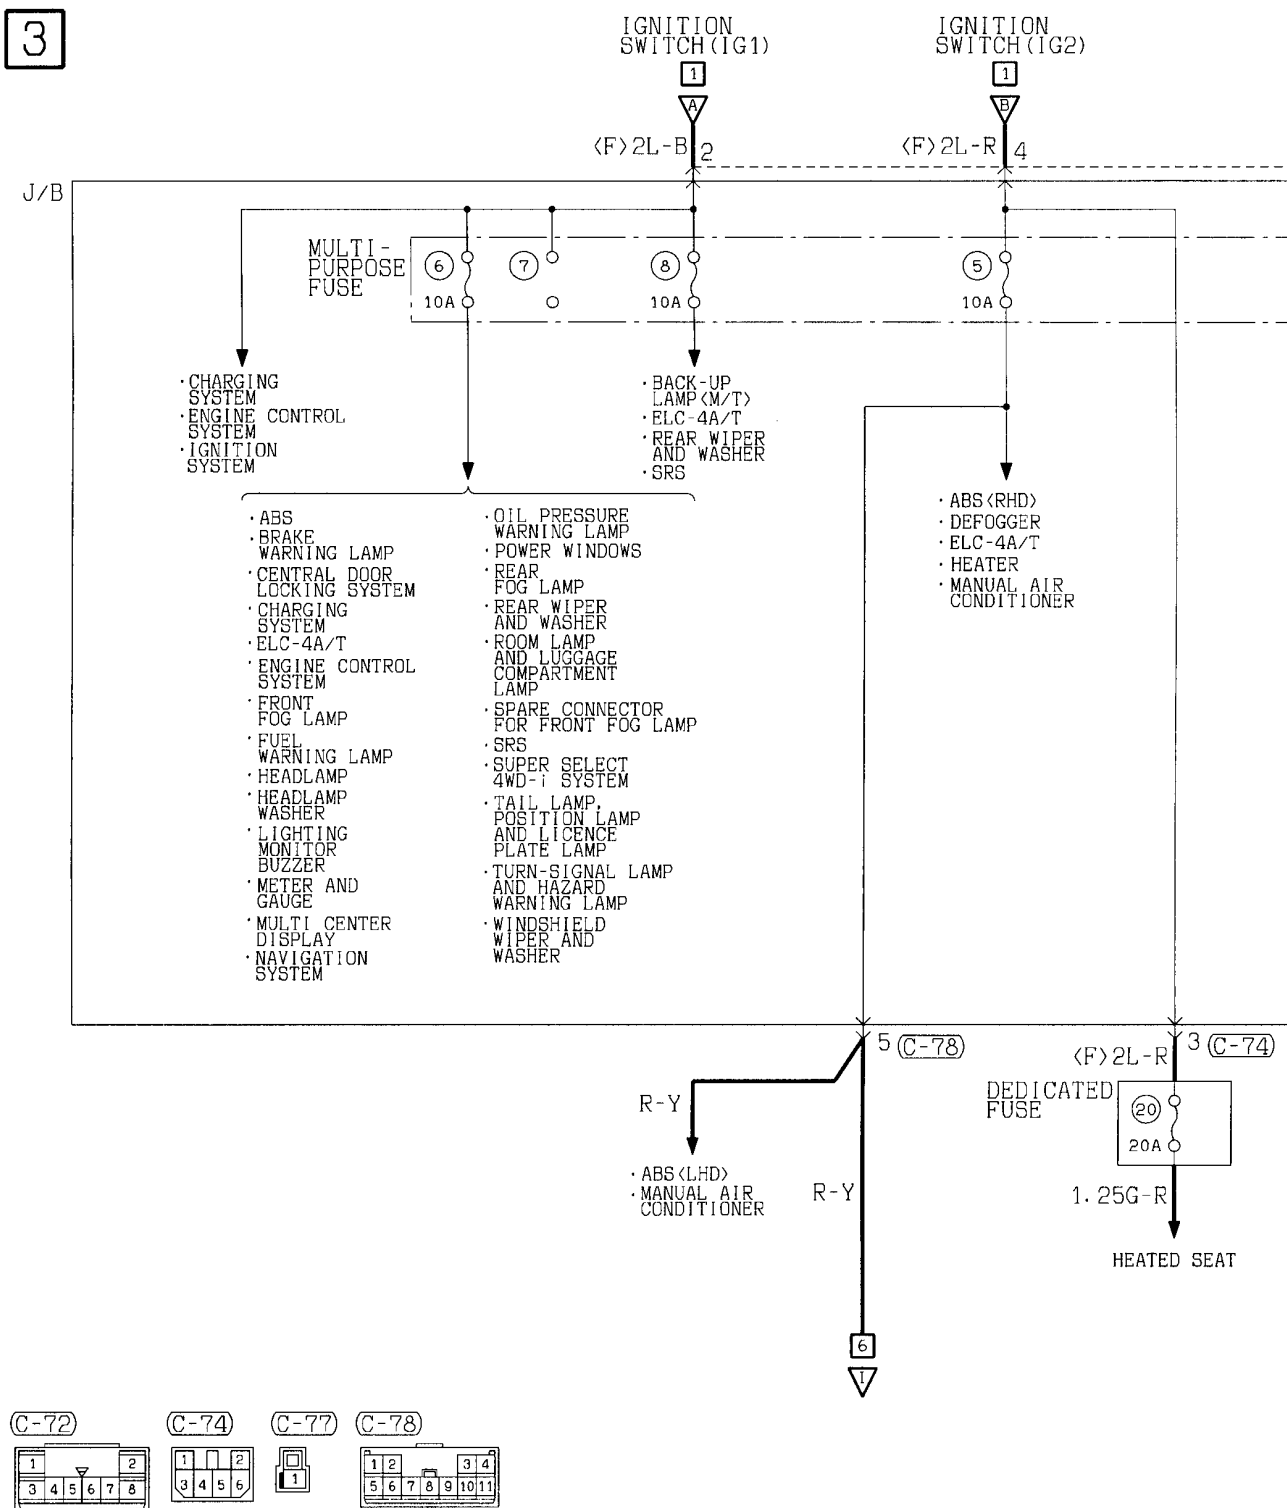 3
IGNITION
SWITCH(IG1)
1
A
IGNITION
SWITCH(IG2)
1
B
<F>2L-B
2
<F>2L-R
4
J/B
MULTI-
PURPOSE
FUSE
6
10A
7
8
10A
5
10A
·CHARGING
SYSTEM
·ENGINE CONTROL
SYSTEM
·IGNITION
SYSTEM
·BACK-UP
LAMP<M/T>
·ELC-4A/T
·REAR WIPER
AND WASHER
·SRS
·ABS<RHD>
·DEFOGGER
·ELC-4A/T
·HEATER
·MANUAL AIR
CONDITIONER
·ABS
·BRAKE
WARNING LAMP
·CENTRAL DOOR
LOCKING SYSTEM
·CHARGING
SYSTEM
·ELC-4A/T
·ENGINE CONTROL
SYSTEM
·FRONT
FOG LAMP
·FUEL
WARNING LAMP
·HEADLAMP
·HEADLAMP
WASHER
·LIGHTING
MONITOR
BUZZER
·METER AND
GAUGE
·MULTI CENTER
DISPLAY
·NAVIGATION
SYSTEM
·OIL PRESSURE
WARNING LAMP
·POWER WINDOWS
·REAR
FOG LAMP
·REAR WIPER
AND WASHER
·ROOM LAMP
AND LUGGAGE
COMPARTMENT
LAMP
·SPARE CONNECTOR
FOR FRONT FOG LAMP
·SRS
·SUPER SELECT
4WD-i SYSTEM
·TAIL LAMP,
POSITION LAMP
AND LICENCE
PLATE LAMP
·TURN-SIGNAL LAMP
AND HAZARD
WARNING LAMP
·WINDSHIELD
WIPER AND
WASHER
5 (C-78)
3 (C-74)
<F>2L-R
DEDICATED
FUSE
20
20A
R-Y
·ABS<LHD>
·MANUAL AIR
CONDITIONER
R-Y
1.25G-R
HEATED SEAT
6
I
(C-72)
1 2
3 4 5 6 7 8
(C-74)
1 2
3 4 5 6
(C-77)
1
(C-78)
1 2 3 4
5 6 7 8 9 10 11